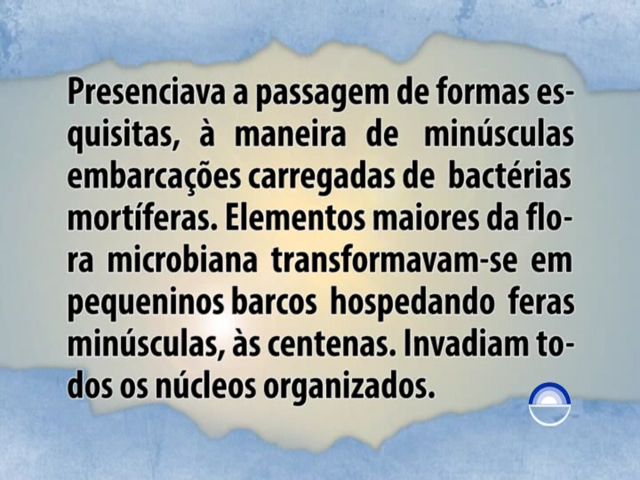 Presenciava a passagem de formas es-
quisitas, à maneira de minúsculas
embarcações carregadas de bactérias
mortíferas. Elementos maiores da flo-
ra microbiana transformavam-se em
pequeninos barcos hospedando feras
minúsculas, às centenas. Invadiam to-
dos os núcleos organizados.